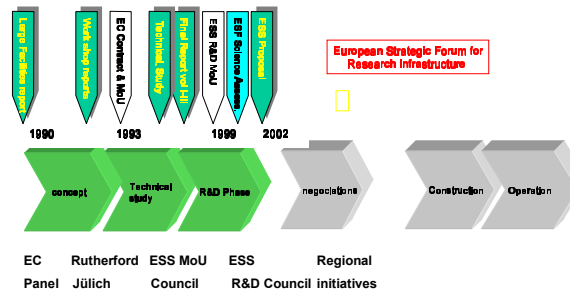 Large Facilities report
Work shop reports
EC Contract & MoU
Technical Study
Final Report vol I-III
ESS R&D MoU
ESF Science Assess.
ESS Proposal
European Strategic Forum for
Research Infrastructure
1990
1993
1999
2002
concept
Technical
study
R&D Phase
negociations
Construction
Operation
EC Rutherford ESS MoU ESS Regional
Panel Jülich Council R&D Council initiatives